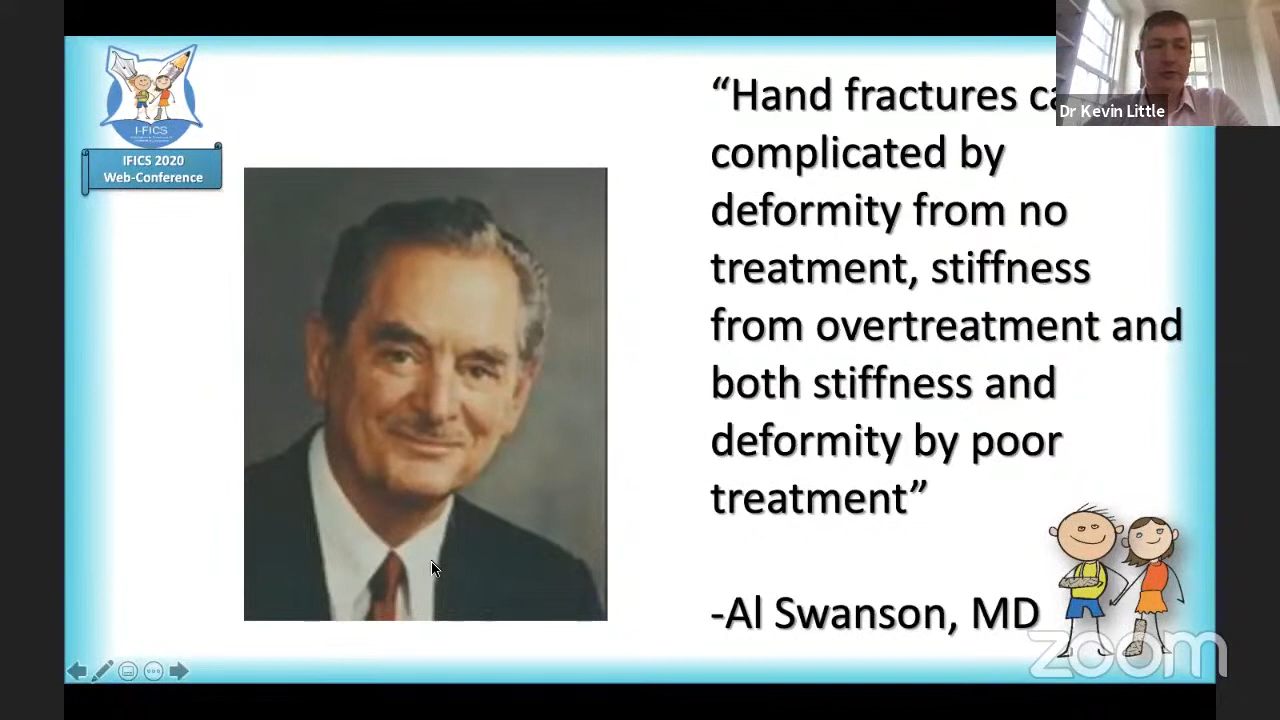 I-FICS
IFICS 2020
Web-Conference
“Hand fractures
complicated by
deformity from no
treatment, stiffness
from overtreatment and
both stiffness and
deformity by poor
treatment”
-Al Swanson, MD
Dr Kevin Little
zoom